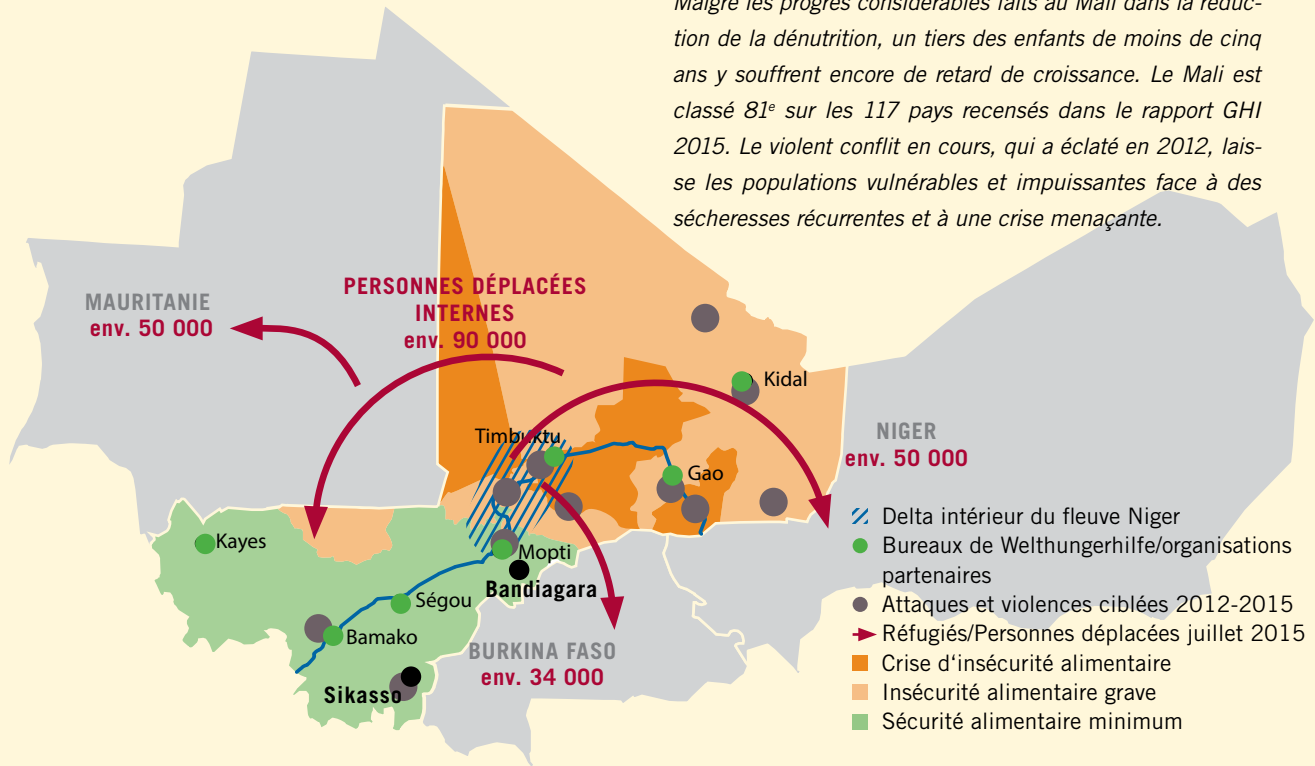 Malgré les progrès considérables faits au Mali dans la réduc-
tion de la dénutrition, un tiers des enfants de moins de cinq
ans y souffrent encore de retard de croissance. Le Mali est
classé 81e sur les 117 pays recensés dans le rapport GHI
2015. Le violent conflit en cours, qui a éclaté en 2012, lais-
se les populations vulnérables et impuissantes face à des
sécheresses récurrentes et à une crise menaçante.
PERSONNES DÉPLACÉES
INTERNES
env. 90 000
MAURITANIE
env. 50 000
Kidal
Timbuktu
NIGER
env. 50 000
Gao
Kayes
Mopti
Bandiagara
Ségou
Bamako
BURKINA FASO
env. 34 000
Sikasso
Delta intérieur du fleuve Niger
Bureaux de Welthungerhilfe/organisations
partenaires
Attaques et violences ciblées 2012-2015
Réfugiés/Personnes déplacées juillet 2015
Crise d‘insécurité alimentaire
Insécurité alimentaire grave
Sécurité alimentaire minimum